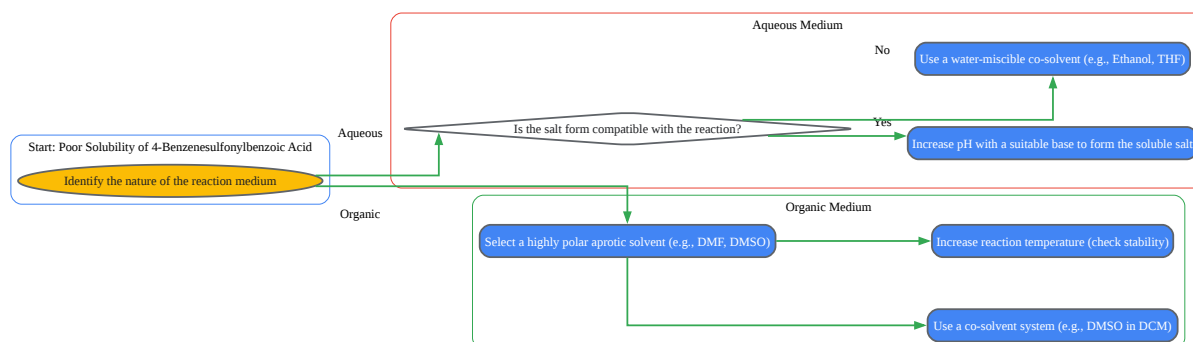 Aqueous Medium
No
Use a water-miscible co-solvent (e.g., Ethanol, THF)
Aqueous
Is the salt form compatible with the reaction?
Yes
Increase pH with a suitable base to form the soluble salt
Start: Poor Solubility of 4-Benzenesulfonylbenzoic Acid
Identify the nature of the reaction medium
Organic
Organic Medium
Select a highly polar aprotic solvent (e.g., DMF, DMSO)
Increase reaction temperature (check stability)
Use a co-solvent system (e.g., DMSO in DCM)